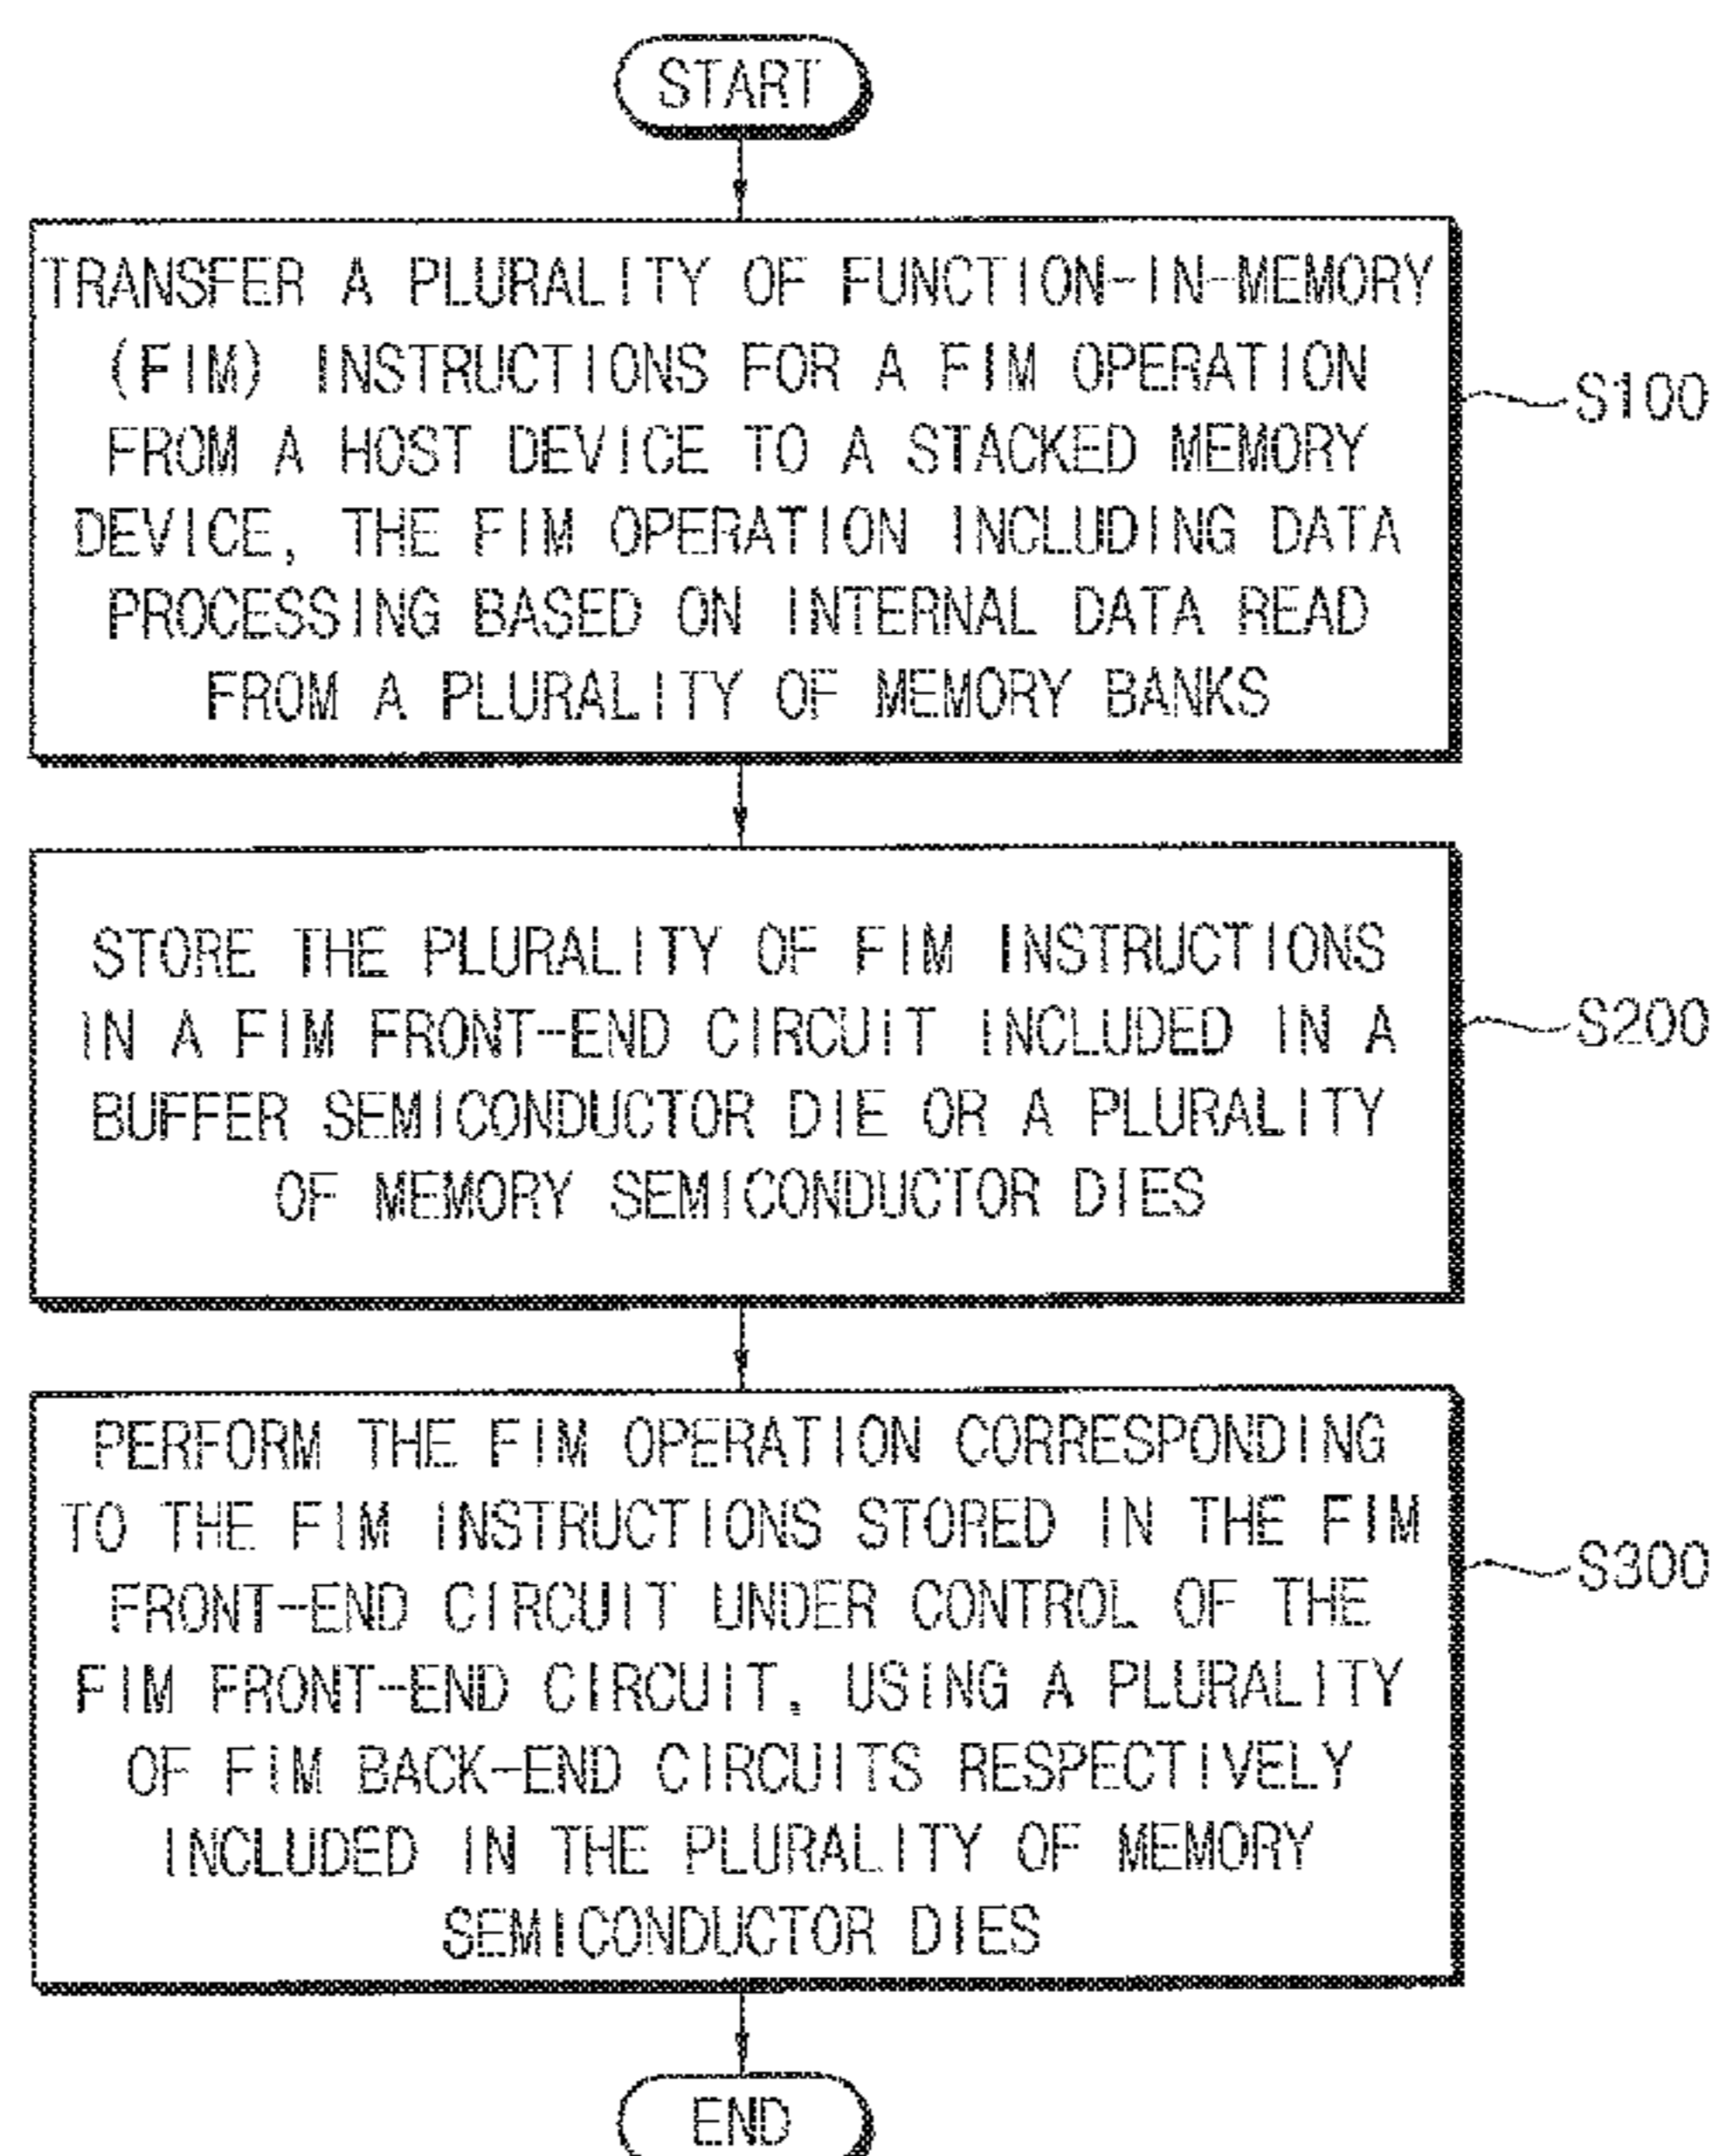 START
TRANSFER A PLURALITY OF FUNCTION-IN-MEMORY
(FIM) INSTRUCTIONS FOR A FIM OPERATION
FROM A HOST DEVICE TO A STACKED MEMORY
DEVICE, THE FIM OPERATION INCLUDING DATA
PROCESSING BASED ON INTERNAL DATA READ
FROM A PLURALITY OF MEMORY BANKS
S100
STORE THE PLURALITY OF FIM INSTRUCTIONS
IN A FIM FRONT-END CIRCUIT INCLUDED IN A
BUFFER SEMICONDUCTOR DIE OR A PLURALITY
OF MEMORY SEMICONDUCTOR DIES
S200
PERFORM THE FIM OPERATION CORRESPONDING
TO THE FIM INSTRUCTIONS STORED IN THE FIM
FRONT-END CIRCUIT UNDER CONTROL OF THE
FIM FRONT-END CIRCUIT, USING A PLURALITY
OF FIM BACK-END CIRCUITS RESPECTIVELY
INCLUDED IN THE PLURALITY OF MEMORY
SEMICONDUCTOR DIES
S300
END